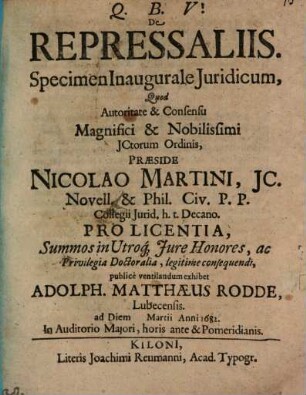 Q. B. V!
De
REPRESSALIIS.
Specimen Inaugurale Juridicum,
Quod
Autoritate & Consensu
Magnifici & Nobilissimi
JCtorum Ordinis,
PRÆSIDE
NICOLAO MARTINI, JC.
Novell. & Phil. Civ. P. P.
Collegii Jurid. h. t. Decano.
PRO LICENTIA,
Summos in Utroq; Jure Honores, ac
Privilegia Doctoralia, legitime consequendi,
publicè ventilandum exhibet
ADOLPH. MATTHÆUS RODDE,
Lubecensis.
ad Diem Martii Anni 1681.
In Auditorio Majori, horis ante & Pomeridianis.
KILONI,
Literis Joachimi Reumanni, Acad. Typogr.